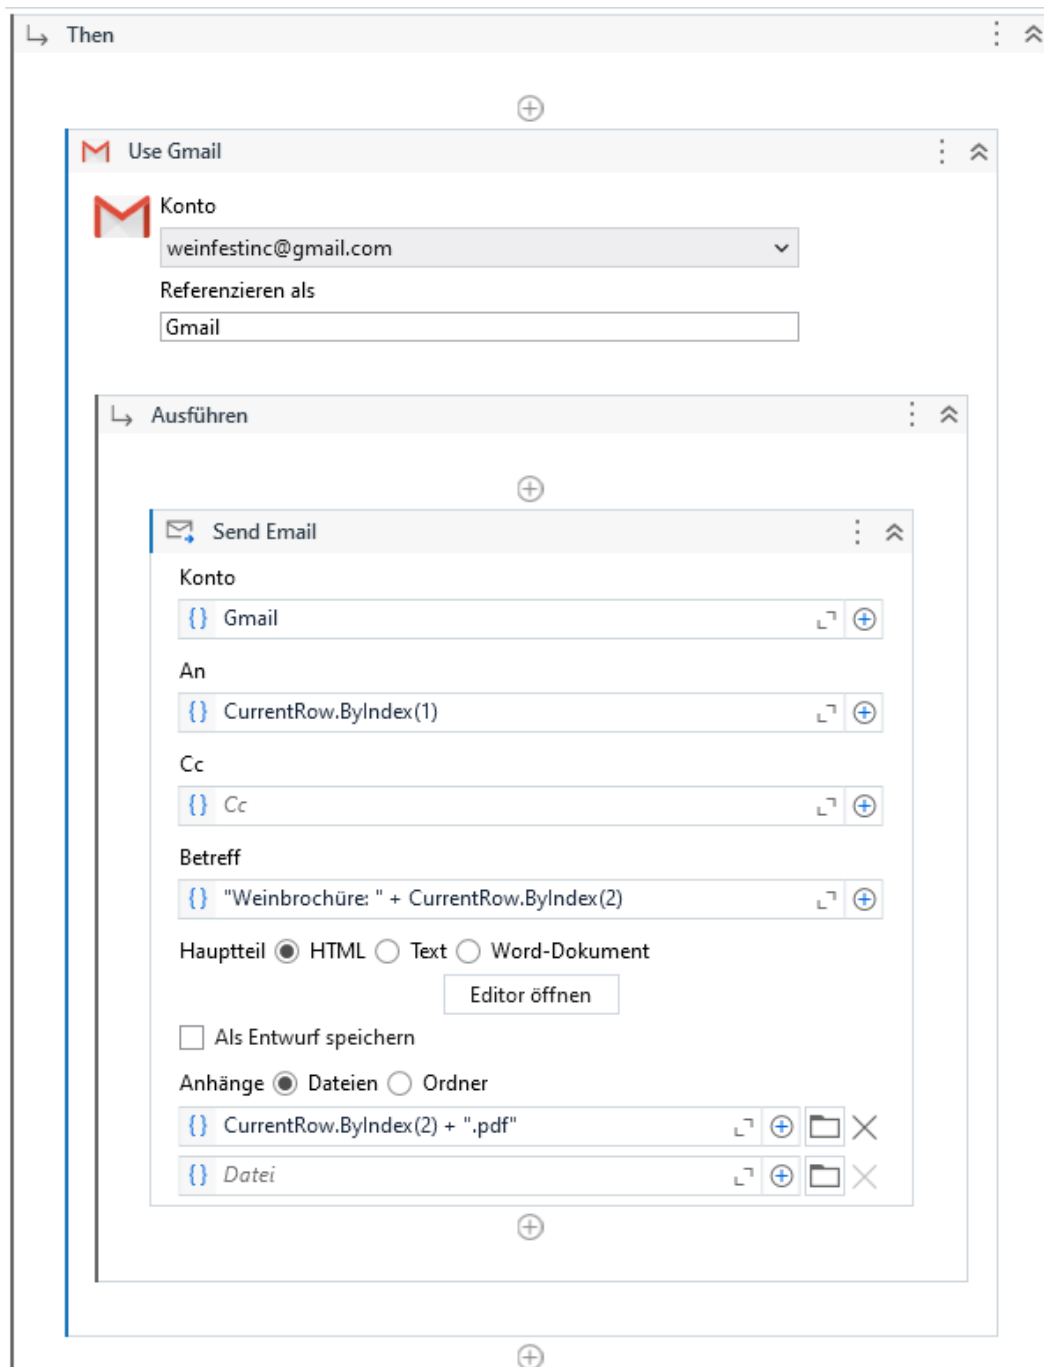 Then
Use Gmail
Konto
weinfestinc@gmail.com
Referenzieren als
Gmail
Ausführen
Send Email
Konto
{} Gmail
An
{} CurrentRow.ByIndex(1)
Cc
{} Cc
Betreff
{} "Weinbrochüre: " + CurrentRow.ByIndex(2)
Hauptteil HTML Text Word-Dokument
Editor öffnen
Als Entwurf speichern
Anhänge Dateien Ordner
{} CurrentRow.ByIndex(2) + ".pdf"
{} Datei